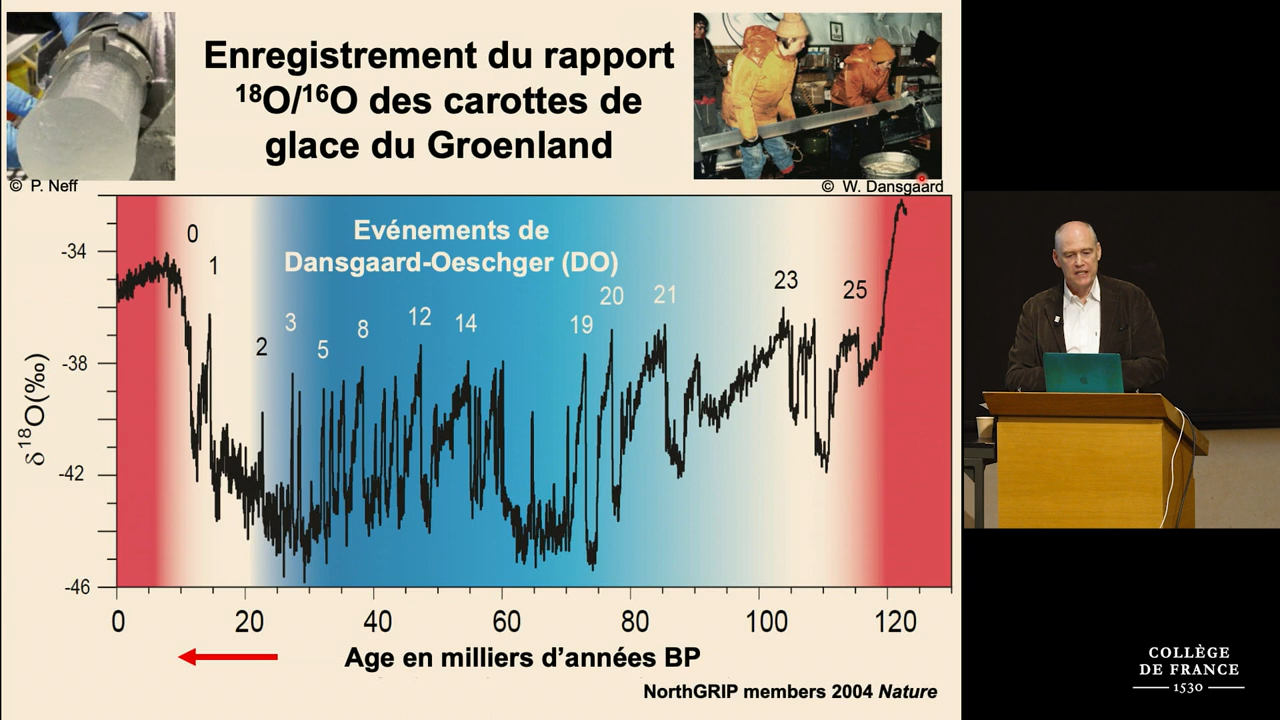 Enregistrement du rapport
¹⁸O/¹⁶O des carottes de
glace du Groenland
© P. Neff
© W. Dansgaard
Evénements de
Dansgaard-Oeschger (DO)
0
1
2
3
5
8
12
14
19
20
21
23
25
δ¹⁸O(‰)
-34
-38
-42
-46
0 20 40 60 80 100 120
Age en milliers d’années BP
NorthGRIP members 2004 Nature
COLLÈGE
DE FRANCE
1530